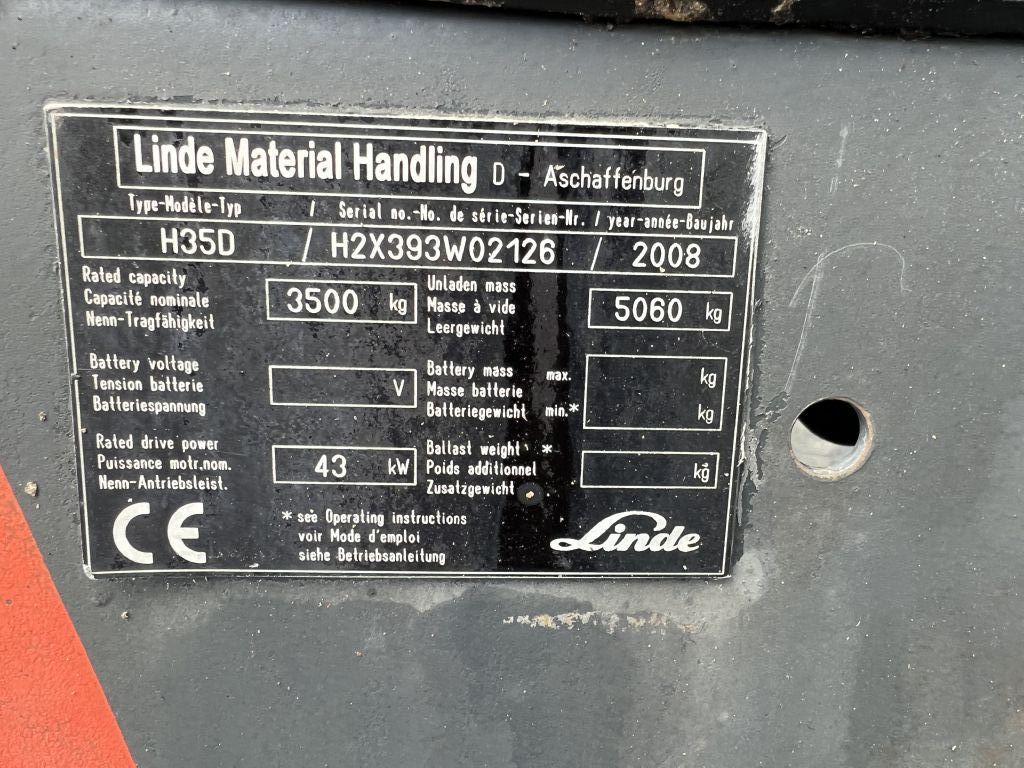 Linde Material Handling D - Aschaffenburg
Type-Modèle-Typ / Serial no.-No. de série-Serien-Nr. / year-année-Baujahr
H35D / H2X393W02126 / 2008
Rated capacity
Capacité nominale
Nenn-Tragfähigkeit
3500 kg
Unladen mass
Masse à vide
Leergewicht
5060 kg
Battery voltage
Tension batterie
Batteriespannung
V
Battery mass max. kg
Masse batterie
Batteriegewicht min.* kg
Rated drive power
Puissance motr.nom.
Nenn-Antriebsleist.
43 kW
Ballast weight *
Poids additionnel
Zusatzgewicht
kg
CE
* see Operating instructions
voir Mode d'emploi
siehe Betriebsanleitung
Linde